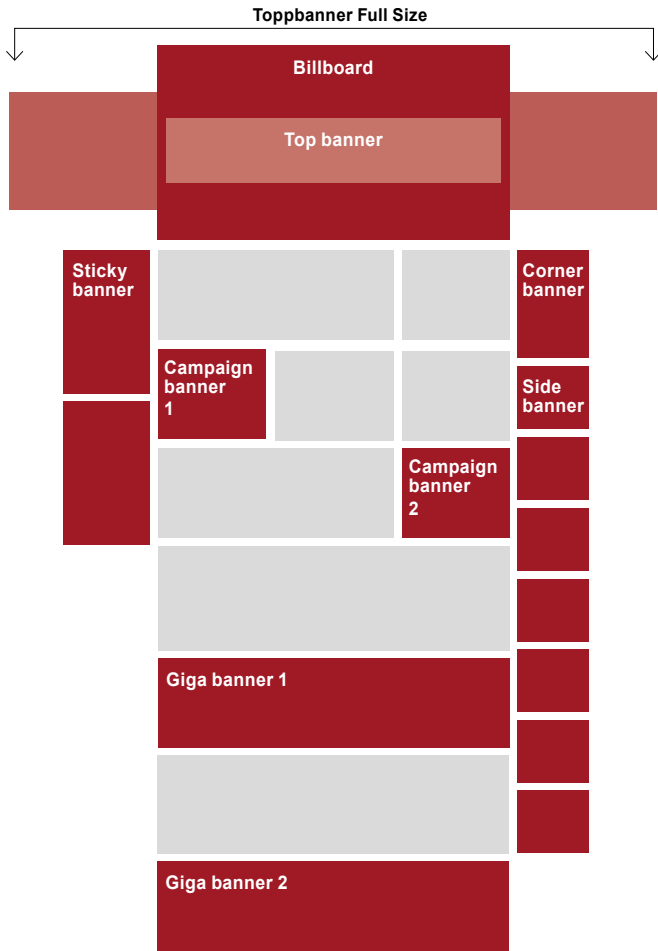 Toppbanner Full Size
Billboard
Top banner
Sticky
banner
Corner
banner
Campaign
banner
1
Side
banner
Campaign
banner
2
Giga banner 1
Giga banner 2